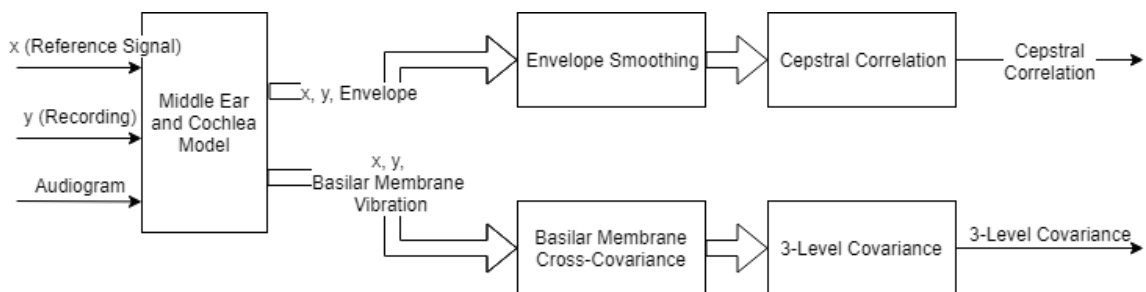 x (Reference Signal)
y (Recording)
Audiogram
Middle Ear
and Cochlea
Model
x, y, Envelope
Envelope Smoothing
Cepstral Correlation
Cepstral
Correlation
x, y,
Basilar Membrane
Vibration
Basilar Membrane
Cross-Covariance
3-Level Covariance
3-Level Covariance